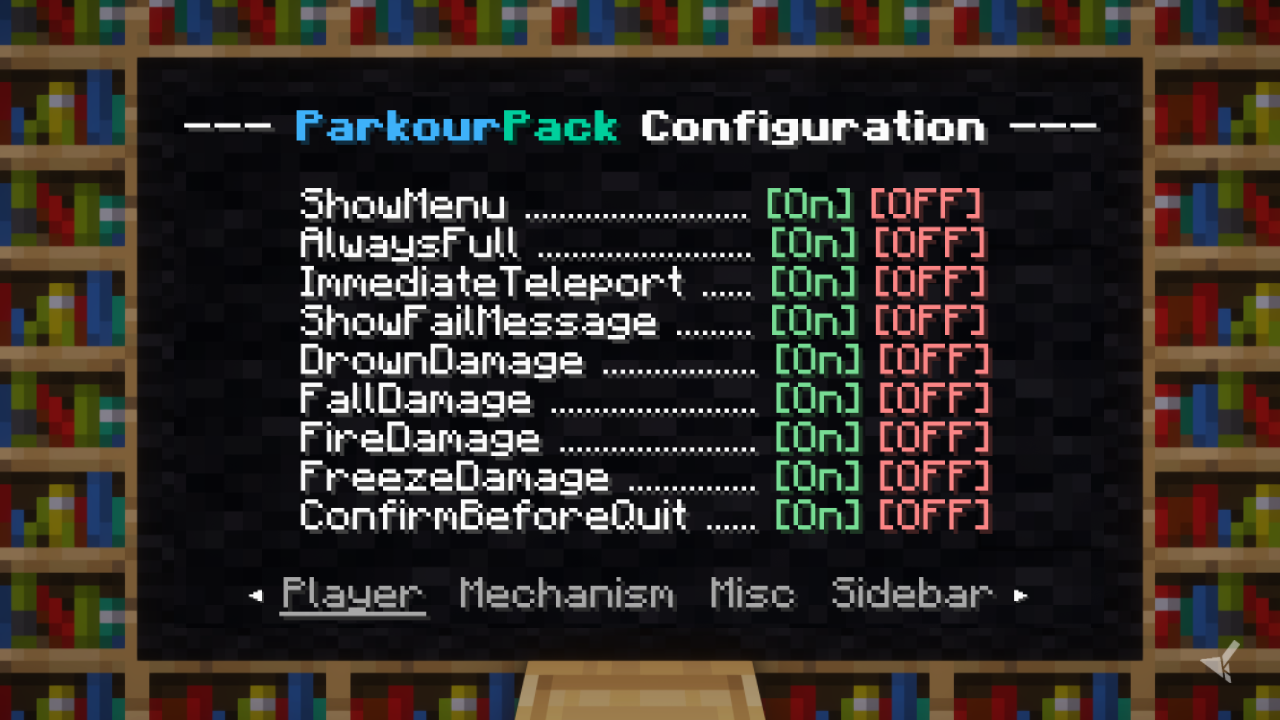 --- ParkourPack Configuration ---
ShowMenu .......................... [On] [OFF]
AlwaysFull ......................... [On] [OFF]
ImmediateTeleport ...... [On] [OFF]
ShowFailMessage ......... [On] [OFF]
DrownDamage .................. [On] [OFF]
FallDamage ........................ [On] [OFF]
FireDamage ....................... [On] [OFF]
FreezeDamage ............... [On] [OFF]
ConfirmBeforeQuit ...... [On] [OFF]
◂ Player Mechanism Misc Sidebar ▸